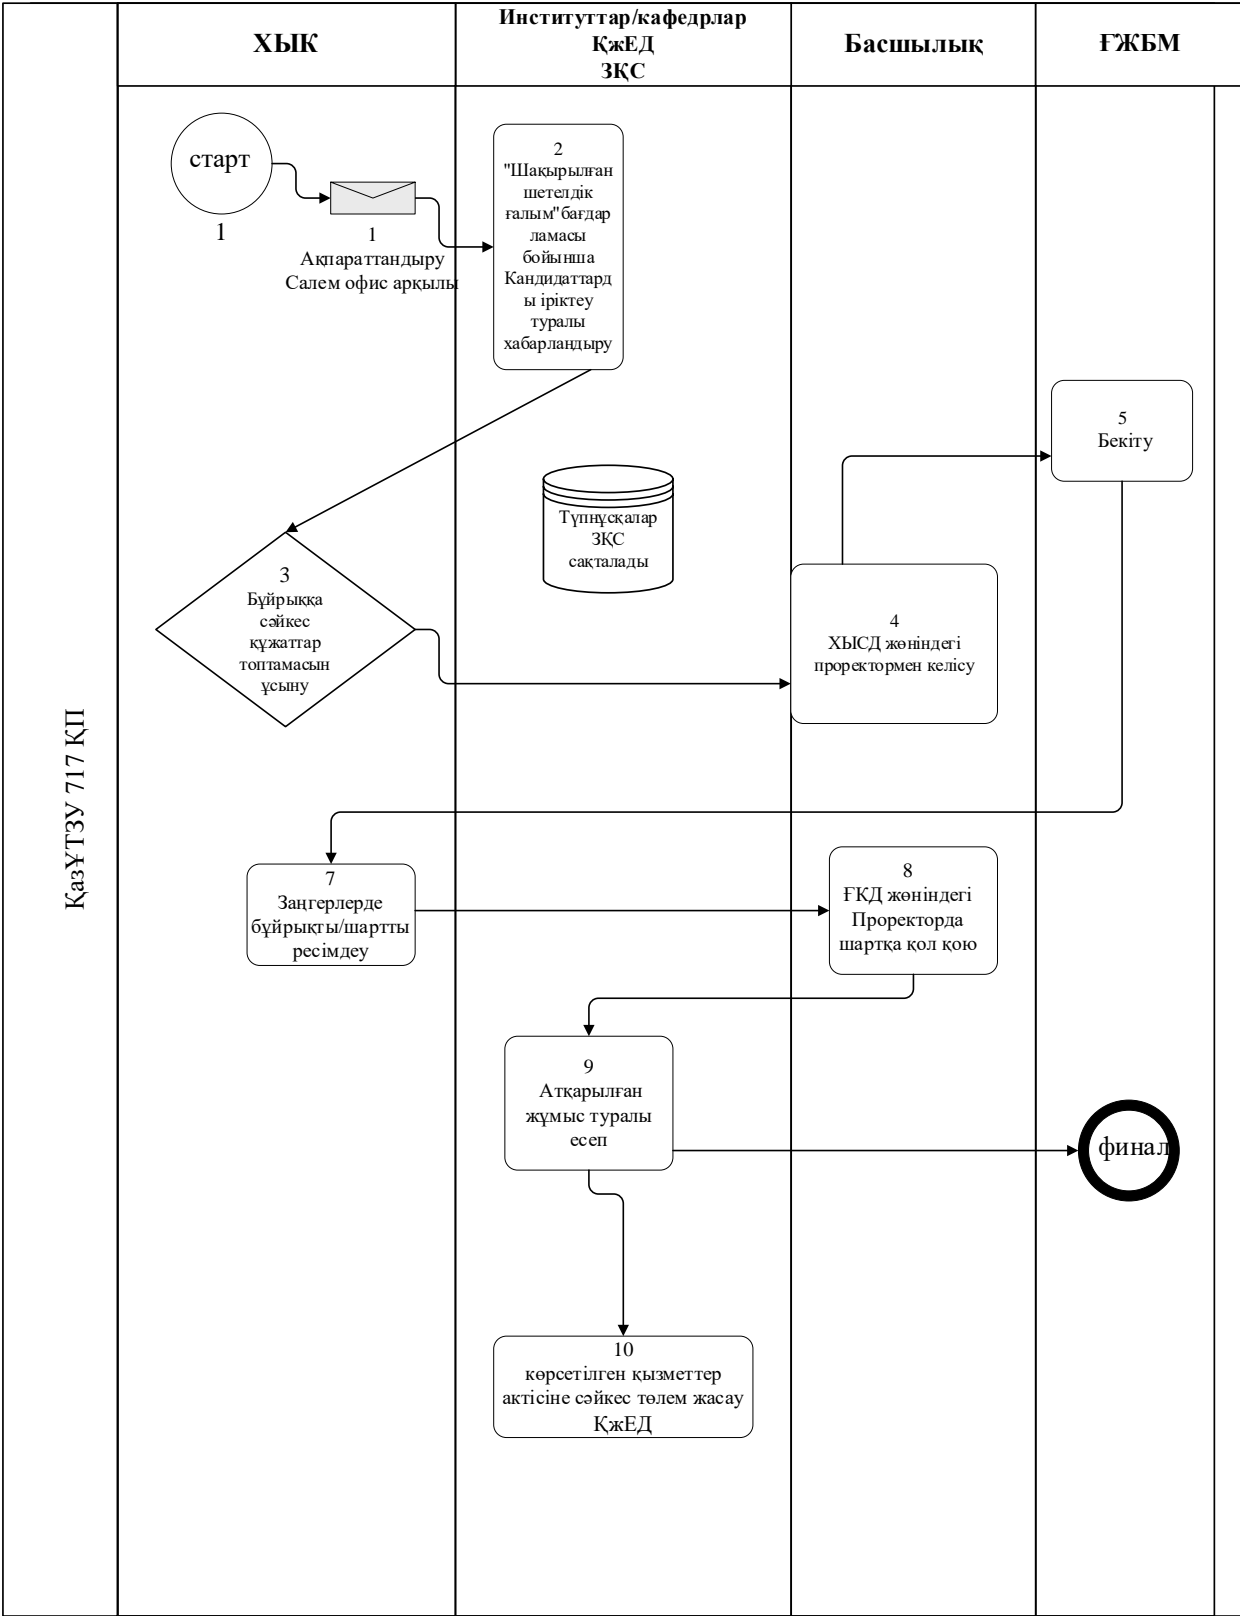 ХЫК
Институттар/кафедрлар
ҚжЕД
ЗҚС
Басшылық
ҒЖБМ
ҚазҰТЗУ 717 ҚП
старт
1
1
Ақпараттандыру
Салем офис арқылы
2
"Шақырылған
шетелдік
ғалым"бағдар
ламасы
бойынша
Кандидаттард
ы іріктеу
туралы
хабарландыру
5
Бекіту
Түпнұсқалар
ЗҚС
сақталады
3
Бұйрыққа
сәйкес
құжаттар
топтамасын
ұсыну
4
ХЫСД жөніндегі
проректормен келісу
7
Заңгерлерде
бұйрықты/шартты
ресімдеу
8
ҒКД жөніндегі
Проректорда
шартқа қол қою
9
Атқарылған
жұмыс туралы
есеп
финал
10
көрсетілген қызметтер
актісіне сәйкес төлем жасау
ҚжЕД